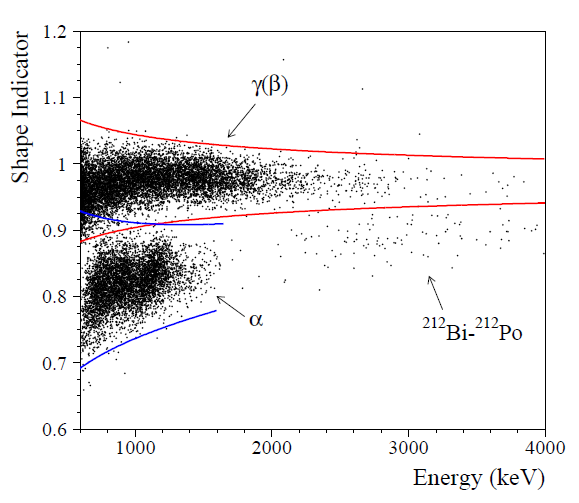 Shape Indicator
1.2
1.1
1
0.9
0.8
0.7
0.6
γ(β)
α
²¹²Bi-²¹²Po
1000 2000 3000 4000
Energy (keV)